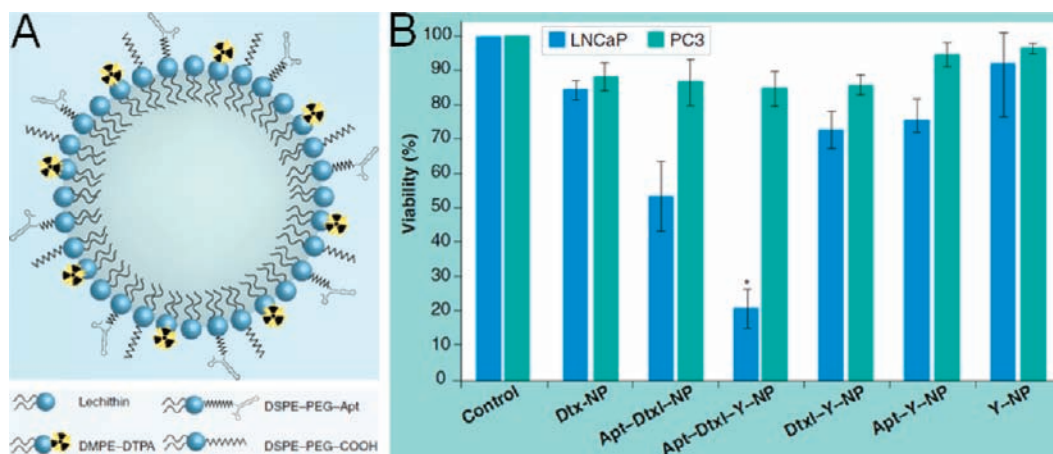 A
Lechithin
DSPE–PEG–Apt
DMPE–DTPA
DSPE–PEG–COOH
B
LNCaP PC3
Viability (%)
100
90
80
70
60
50
40
30
20
10
0
*
Control
Dtx-NP
Apt–Dtxl–NP
Apt–Dtxl–Y–NP
Dtxl–Y–NP
Apt–Y–NP
Y–NP